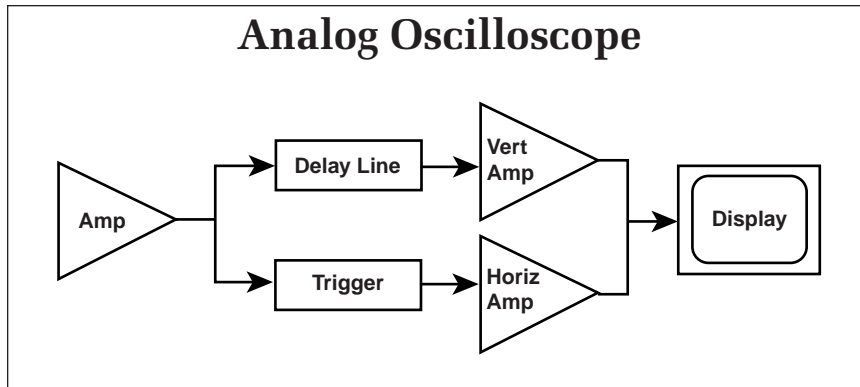 Analog Oscilloscope
Amp
Delay Line
Vert
Amp
Trigger
Horiz
Amp
Display